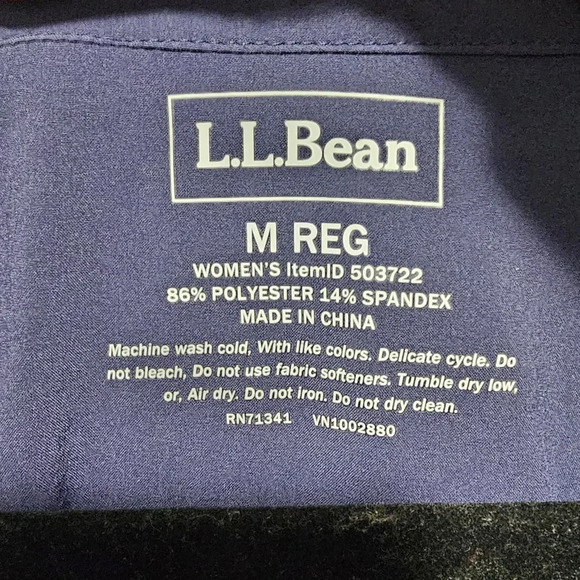 L.L.Bean
M REG
WOMEN'S ItemID 503722
86% POLYESTER 14% SPANDEX
MADE IN CHINA
Machine wash cold, With like colors. Delicate cycle. Do
not bleach, Do not use fabric softeners. Tumble dry low,
or, Air dry. Do not iron. Do not dry clean.
RN71341 VN1002880